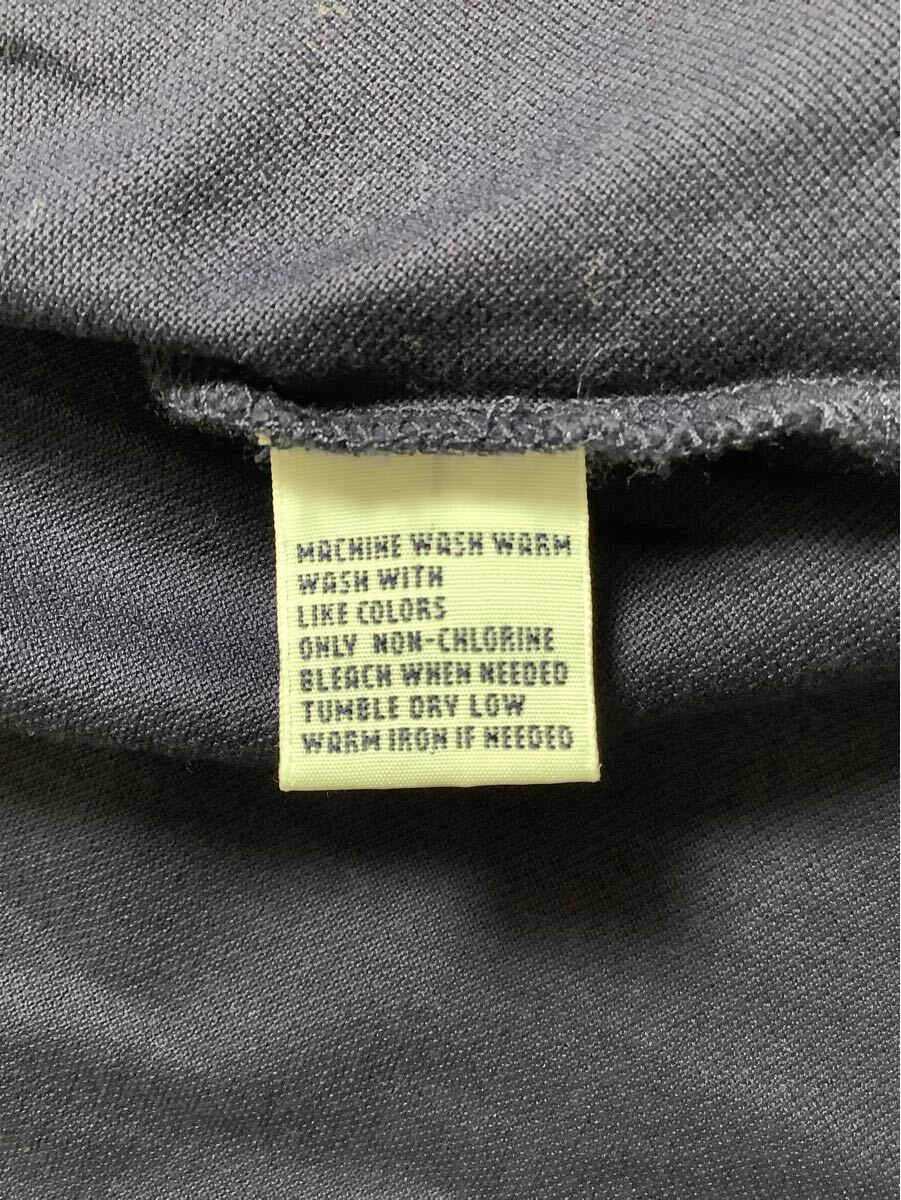 MACHINE WASH WARM
WASH WITH
LIKE COLORS
ONLY NON-CHLORINE
BLEACH WHEN NEEDED
TUMBLE DRY LOW
WARM IRON IF NEEDED